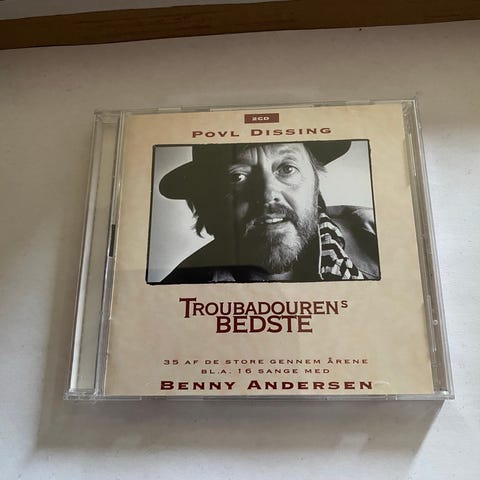 2CD
POVL DISSING
TROUBADOURENS
BEDSTE
35 AF DE STORE GENNEM ÅRENE
BL.A. 16 SANGE MED
BENNY ANDERSEN